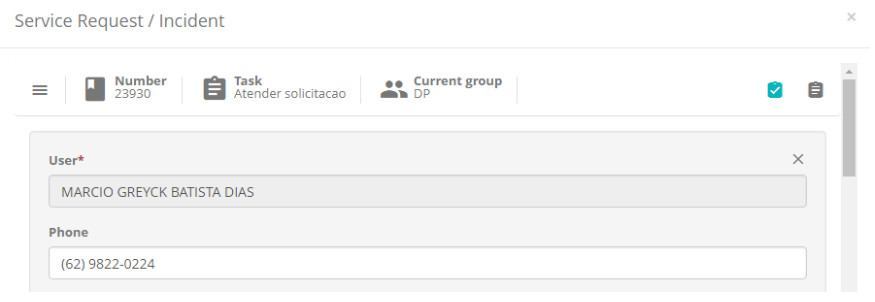 Service Request / Incident
×
Number
23930
Task
Atender solicitacao
Current group
DP
User*
MARCIO GREYCK BATISTA DIAS
Phone
(62) 9822-0224